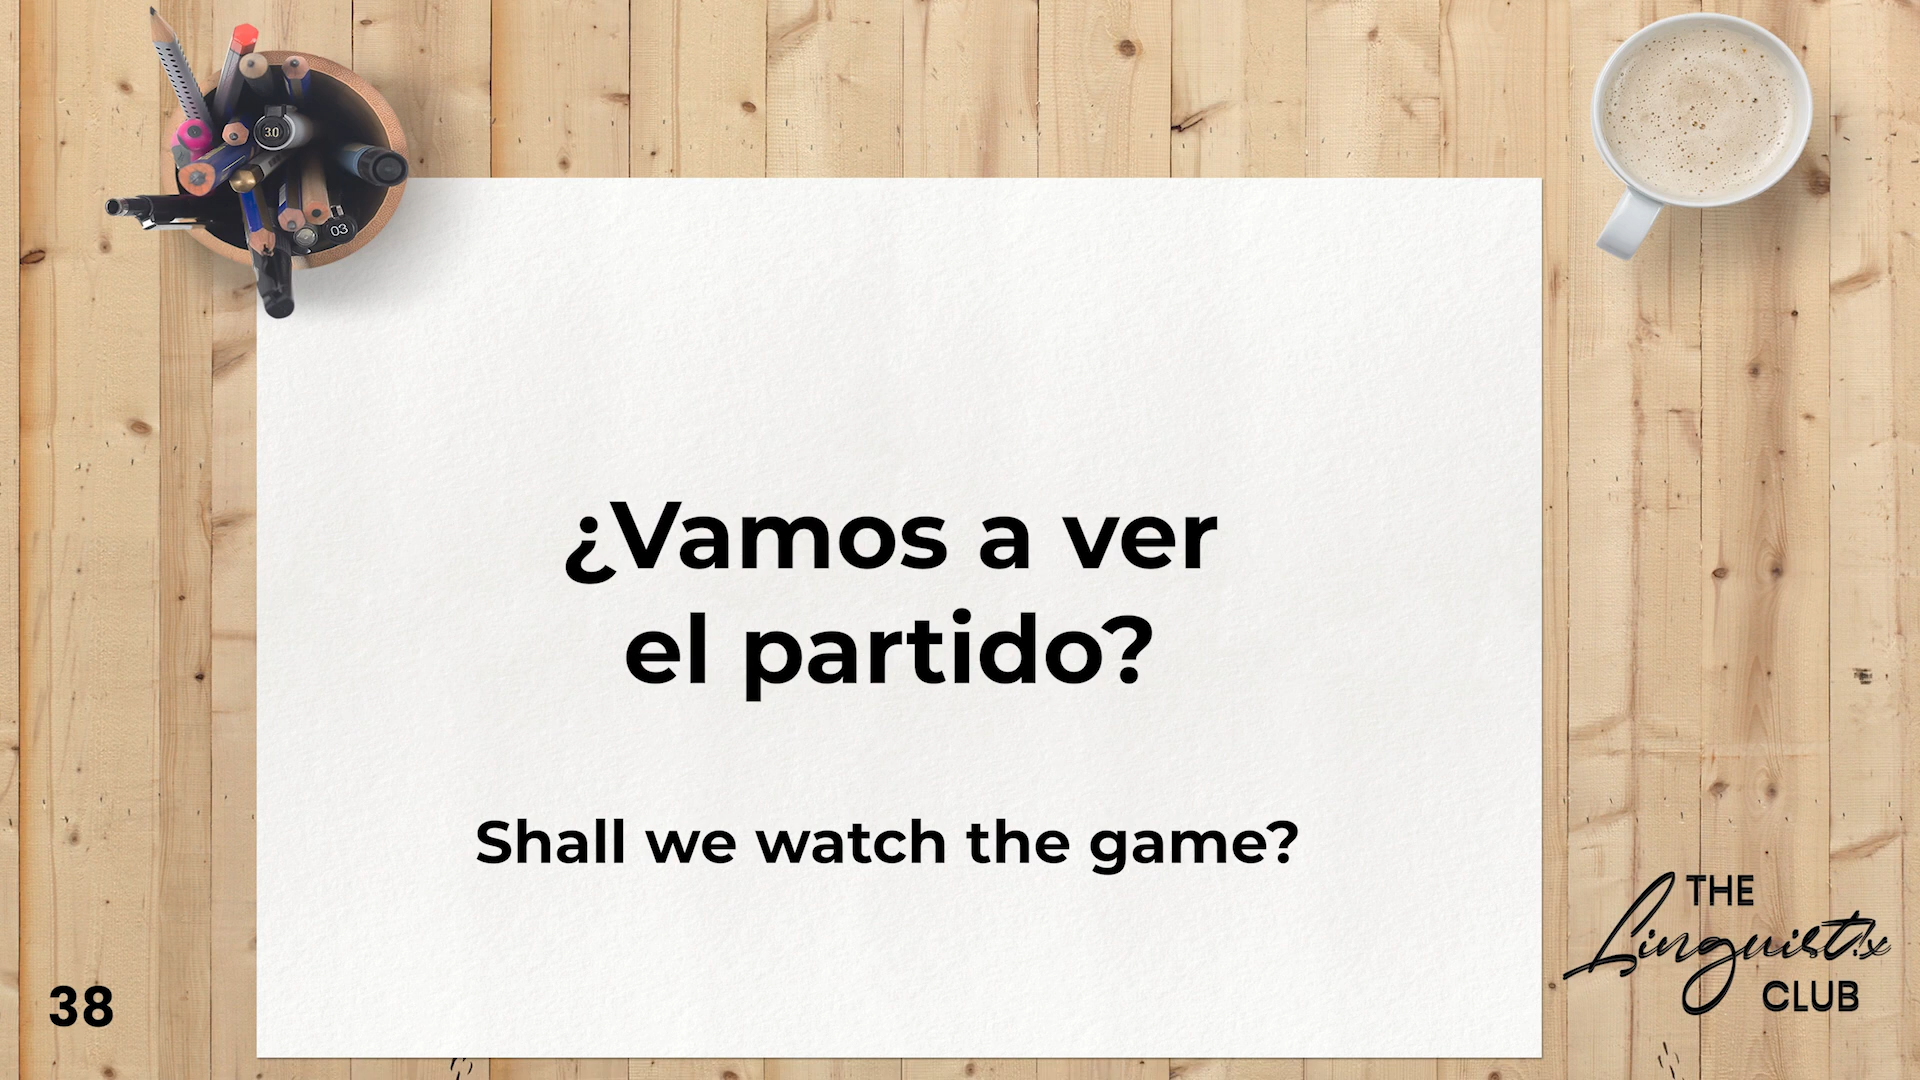 3.0
03
¿Vamos a ver
el partido?
Shall we watch the game?
38
THE
Linguistix
CLUB